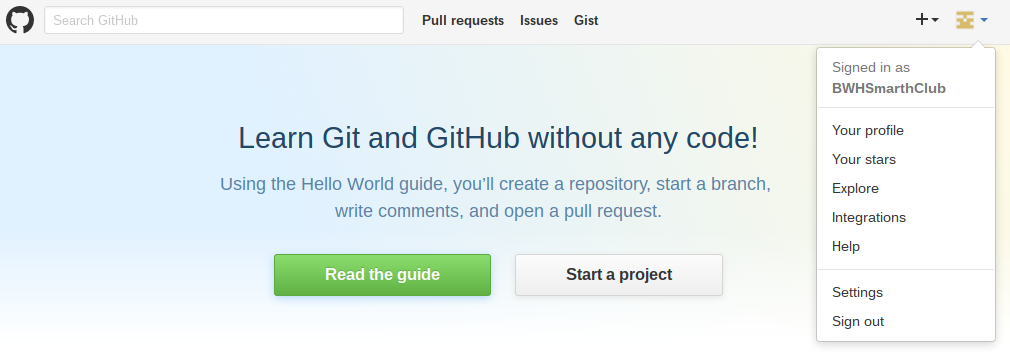 Search GitHub
Pull requests Issues Gist
Signed in as
BWHSmarthClub
Your profile
Your stars
Explore
Integrations
Help
Settings
Sign out
Learn Git and GitHub without any code!
Using the Hello World guide, you’ll create a repository, start a branch,
write comments, and open a pull request.
Read the guide
Start a project